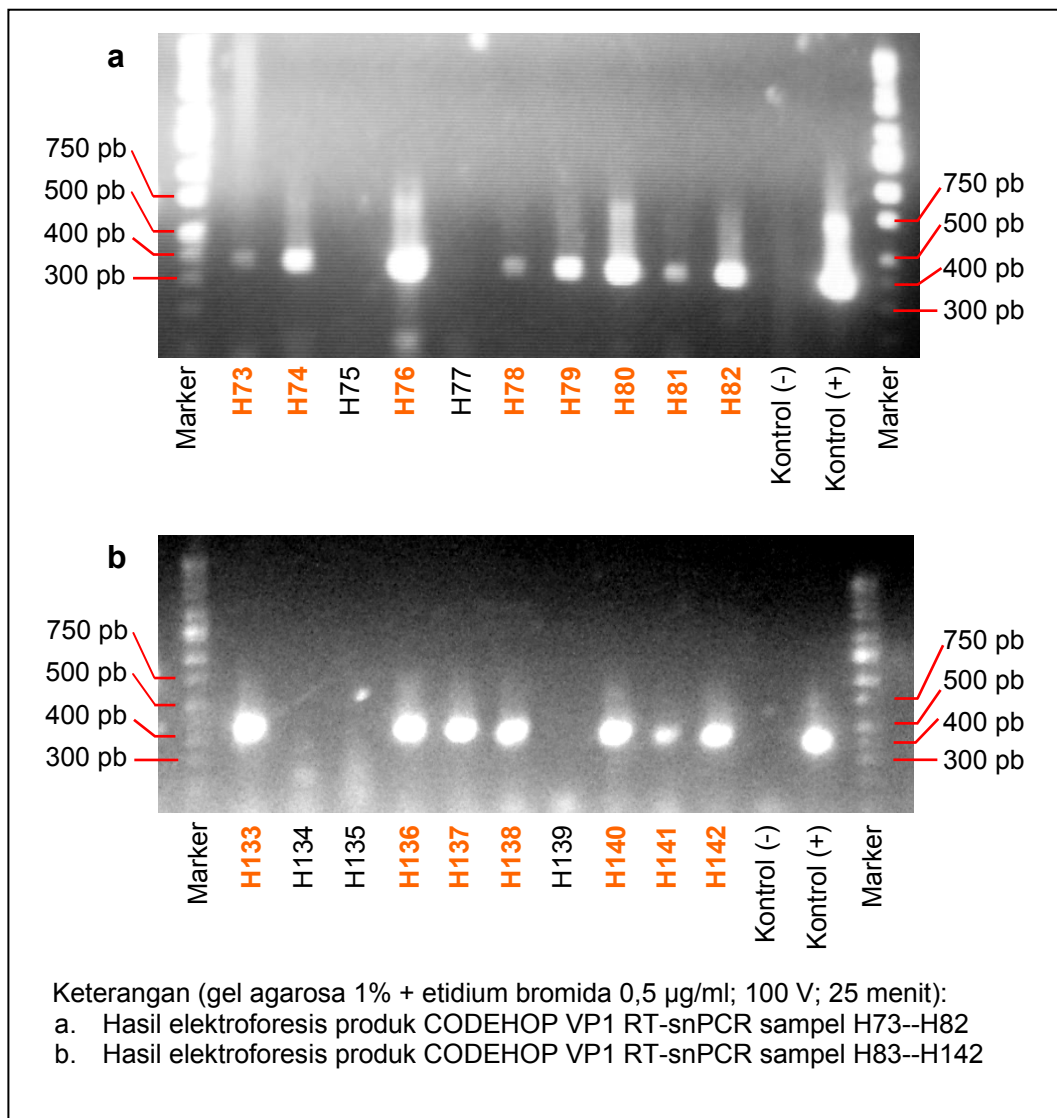 a
750 pb
500 pb
400 pb
300 pb
750 pb
500 pb
400 pb
300 pb
Marker
H73
H74
H75
H76
H77
H78
H79
H80
H81
H82
Kontrol (-)
Kontrol (+)
Marker
b
750 pb
500 pb
400 pb
300 pb
750 pb
500 pb
400 pb
300 pb
Marker
H133
H134
H135
H136
H137
H138
H139
H140
H141
H142
Kontrol (-)
Kontrol (+)
Marker
Keterangan (gel agarosa 1% + etidium bromida 0,5 µg/ml; 100 V; 25 menit):
a. Hasil elektroforesis produk CODEHOP VP1 RT-snPCR sampel H73--H82
b. Hasil elektroforesis produk CODEHOP VP1 RT-snPCR sampel H83--H142